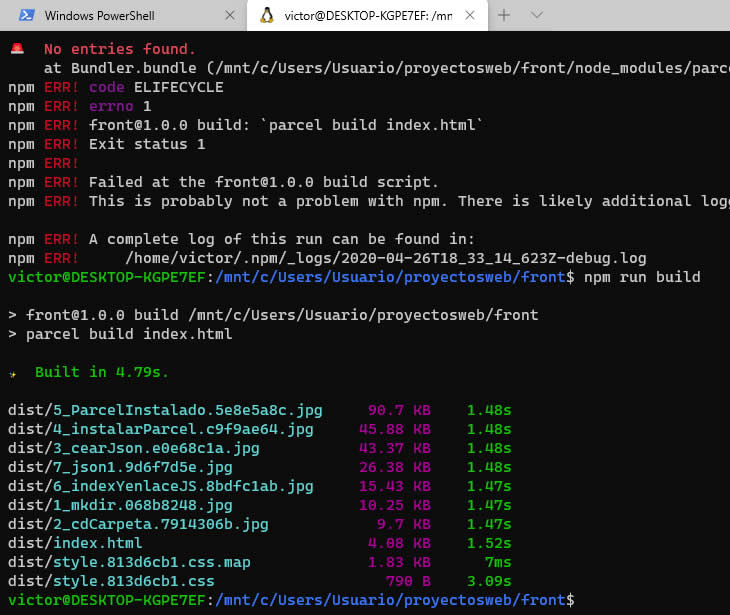 Windows PowerShell
victor@DESKTOP-KGPE7EF: /mn
No entries found.
at Bundler.bundle (/mnt/c/Users/Usuario/proyectosweb/front/node_modules/parce
npm ERR! code ELIFECYCLE
npm ERR! errno 1
npm ERR! front@1.0.0 build: `parcel build index.html`
npm ERR! Exit status 1
npm ERR!
npm ERR! Failed at the front@1.0.0 build script.
npm ERR! This is probably not a problem with npm. There is likely additional logg
npm ERR! A complete log of this run can be found in:
npm ERR!     /home/victor/.npm/_logs/2020-04-26T18_33_14_623Z-debug.log
victor@DESKTOP-KGPE7EF:/mnt/c/Users/Usuario/proyectosweb/front$ npm run build
> front@1.0.0 build /mnt/c/Users/Usuario/proyectosweb/front
> parcel build index.html
Built in 4.79s.
dist/5_ParcelInstalado.5e8e5a8c.jpg 90.7 KB 1.48s
dist/4_instalarParcel.c9f9ae64.jpg 45.88 KB 1.48s
dist/3_cearJson.e0e68c1a.jpg 43.37 KB 1.48s
dist/7_json1.9d6f7d5e.jpg 26.38 KB 1.48s
dist/6_indexYenlaceJS.8bdfc1ab.jpg 15.43 KB 1.47s
dist/1_mkdir.068b8248.jpg 10.25 KB 1.47s
dist/2_cdCarpeta.7914306b.jpg 9.7 KB 1.47s
dist/index.html 4.08 KB 1.52s
dist/style.813d6cb1.css.map 1.83 KB 7ms
dist/style.813d6cb1.css 790 B 3.09s
victor@DESKTOP-KGPE7EF:/mnt/c/Users/Usuario/proyectosweb/front$